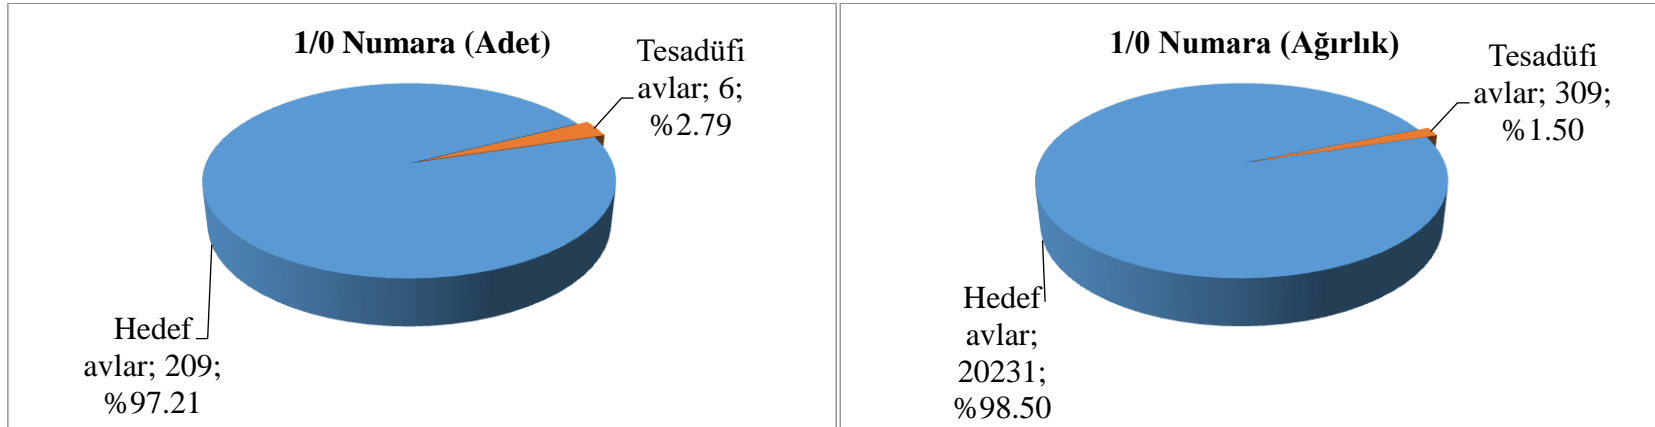 1/0 Numara (Adet)
Tesadüfi
avlar; 6;
%2.79
Hedef
avlar; 209;
%97.21
1/0 Numara (Ağırlık)
Tesadüfi
avlar; 309;
%1.50
Hedef
avlar;
20231;
%98.50